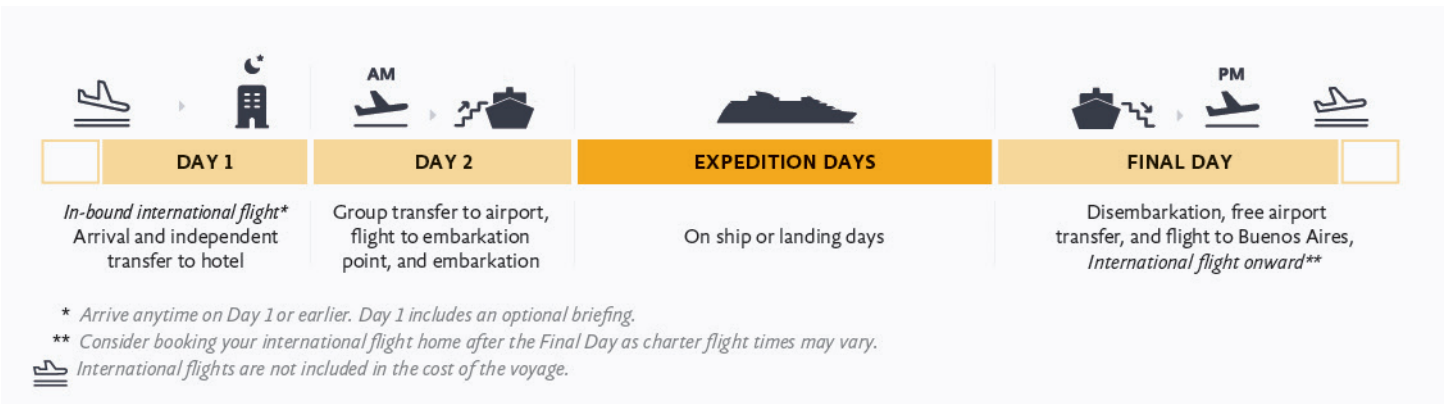 AM
PM
DAY 1
DAY 2
EXPEDITION DAYS
FINAL DAY
In-bound international flight*
Arrival and independent
transfer to hotel
Group transfer to airport,
flight to embarkation
point, and embarkation
On ship or landing days
Disembarkation, free airport
transfer, and flight to Buenos Aires,
International flight onward**
* Arrive anytime on Day 1 or earlier. Day 1 includes an optional briefing.
** Consider booking your international flight home after the Final Day as charter flight times may vary.
International flights are not included in the cost of the voyage.